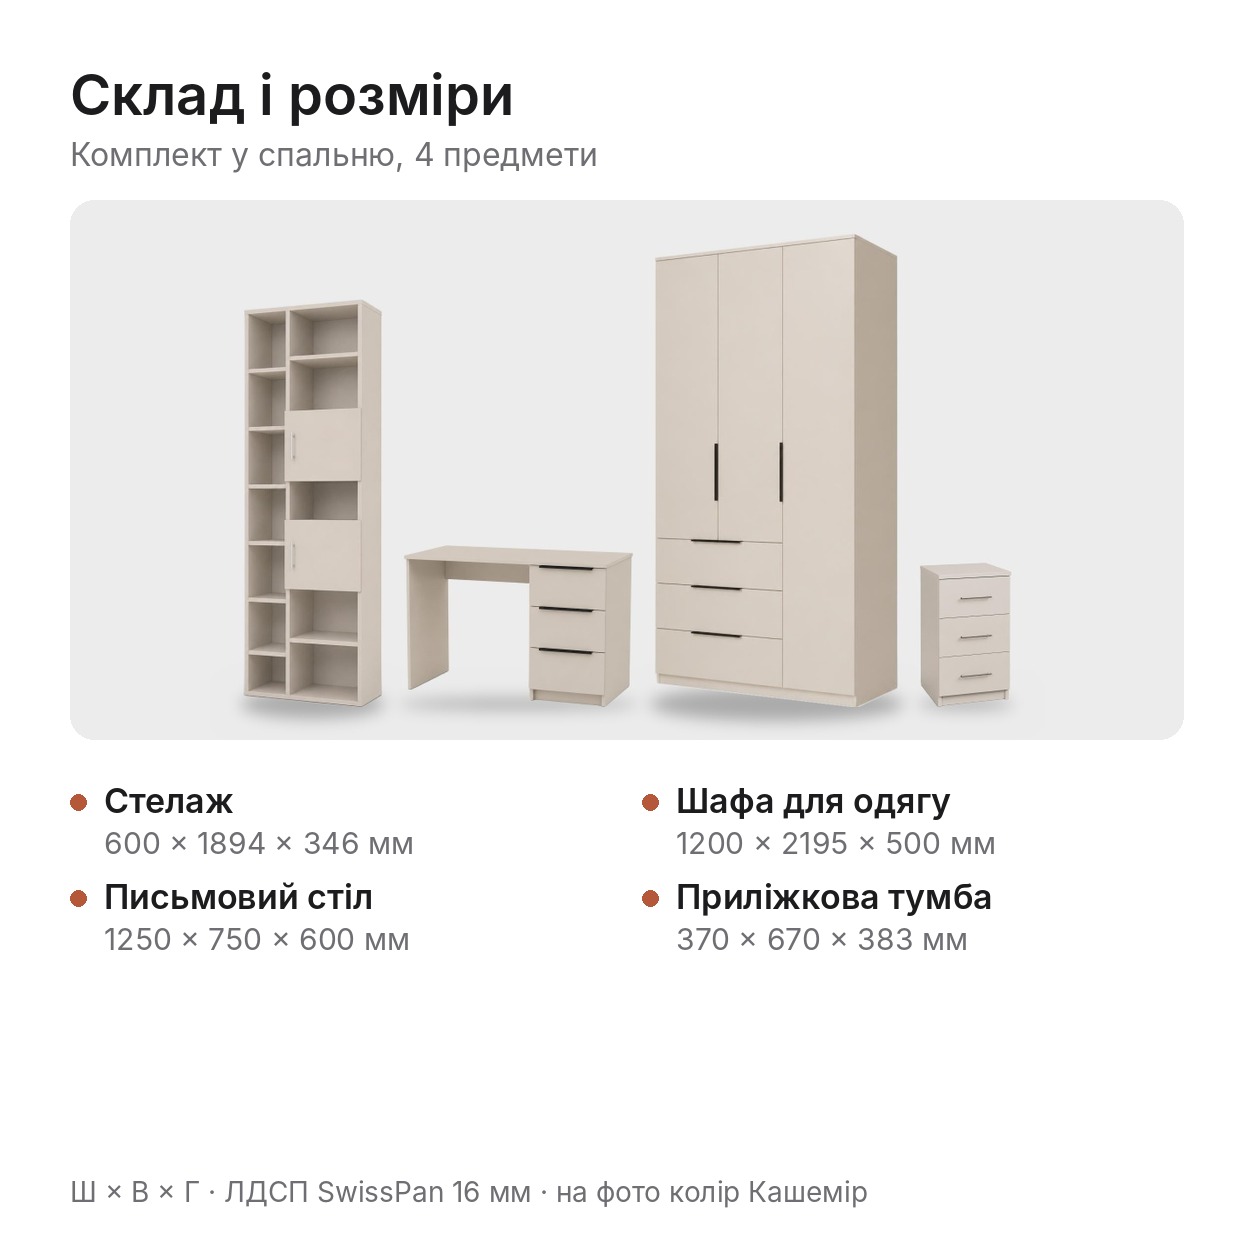 Склад і розміри
Комплект у спальню, 4 предмети
Стелаж
600 × 1894 × 346 мм
Шафа для одягу
1200 × 2195 × 500 мм
Письмовий стіл
1250 × 750 × 600 мм
Приліжкова тумба
370 × 670 × 383 мм
Ш × В × Г · ЛДСП SwissPan 16 мм · на фото колір Кашемір